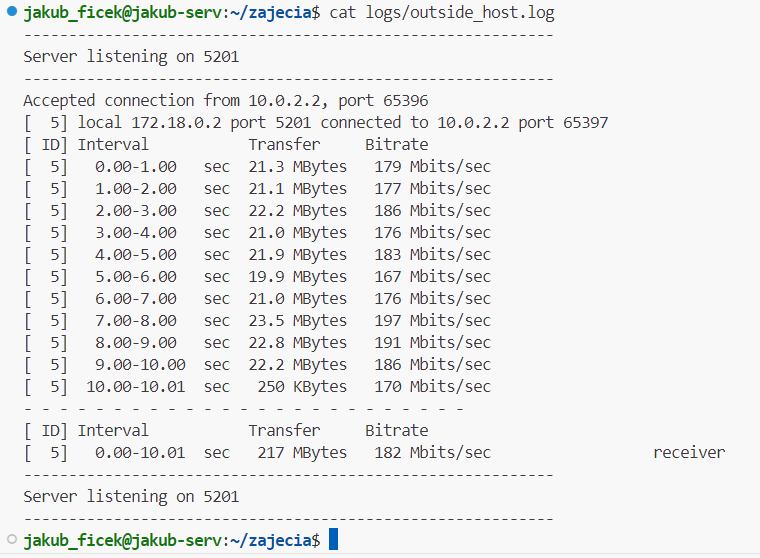 jakub_ficek@jakub-serv:~/zajecia$ cat logs/outside_host.log
-----------------------------------------------------------
Server listening on 5201
-----------------------------------------------------------
Accepted connection from 10.0.2.2, port 65396
[  5] local 172.18.0.2 port 5201 connected to 10.0.2.2 port 65397
[ ID] Interval           Transfer     Bitrate
[  5]   0.00-1.00   sec  21.3 MBytes   179 Mbits/sec
[  5]   1.00-2.00   sec  21.1 MBytes   177 Mbits/sec
[  5]   2.00-3.00   sec  22.2 MBytes   186 Mbits/sec
[  5]   3.00-4.00   sec  21.0 MBytes   176 Mbits/sec
[  5]   4.00-5.00   sec  21.9 MBytes   183 Mbits/sec
[  5]   5.00-6.00   sec  19.9 MBytes   167 Mbits/sec
[  5]   6.00-7.00   sec  21.0 MBytes   176 Mbits/sec
[  5]   7.00-8.00   sec  23.5 MBytes   197 Mbits/sec
[  5]   8.00-9.00   sec  22.8 MBytes   191 Mbits/sec
[  5]   9.00-10.00  sec  22.2 MBytes   186 Mbits/sec
[  5]  10.00-10.01  sec   250 KBytes   170 Mbits/sec
- - - - - - - - - - - - - - - - - - - - - - - - -
[ ID] Interval           Transfer     Bitrate
[  5]   0.00-10.01  sec   217 MBytes   182 Mbits/sec                  receiver
-----------------------------------------------------------
Server listening on 5201
-----------------------------------------------------------
jakub_ficek@jakub-serv:~/zajecia$